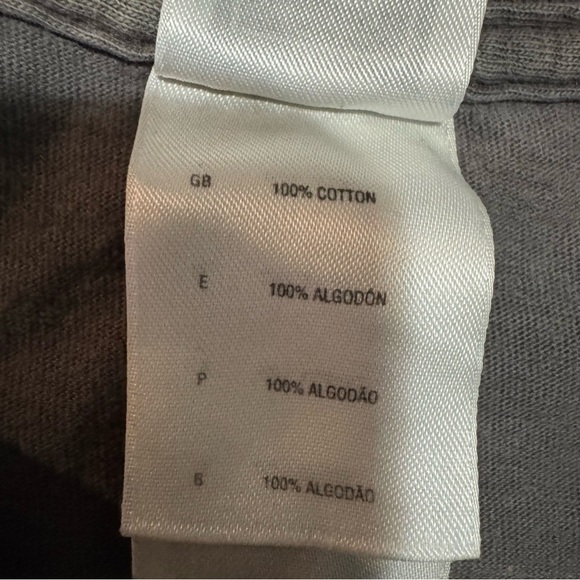 GB 100% COTTON
E 100% ALGODÓN
P 100% ALGODÃO
B 100% ALGODÃO